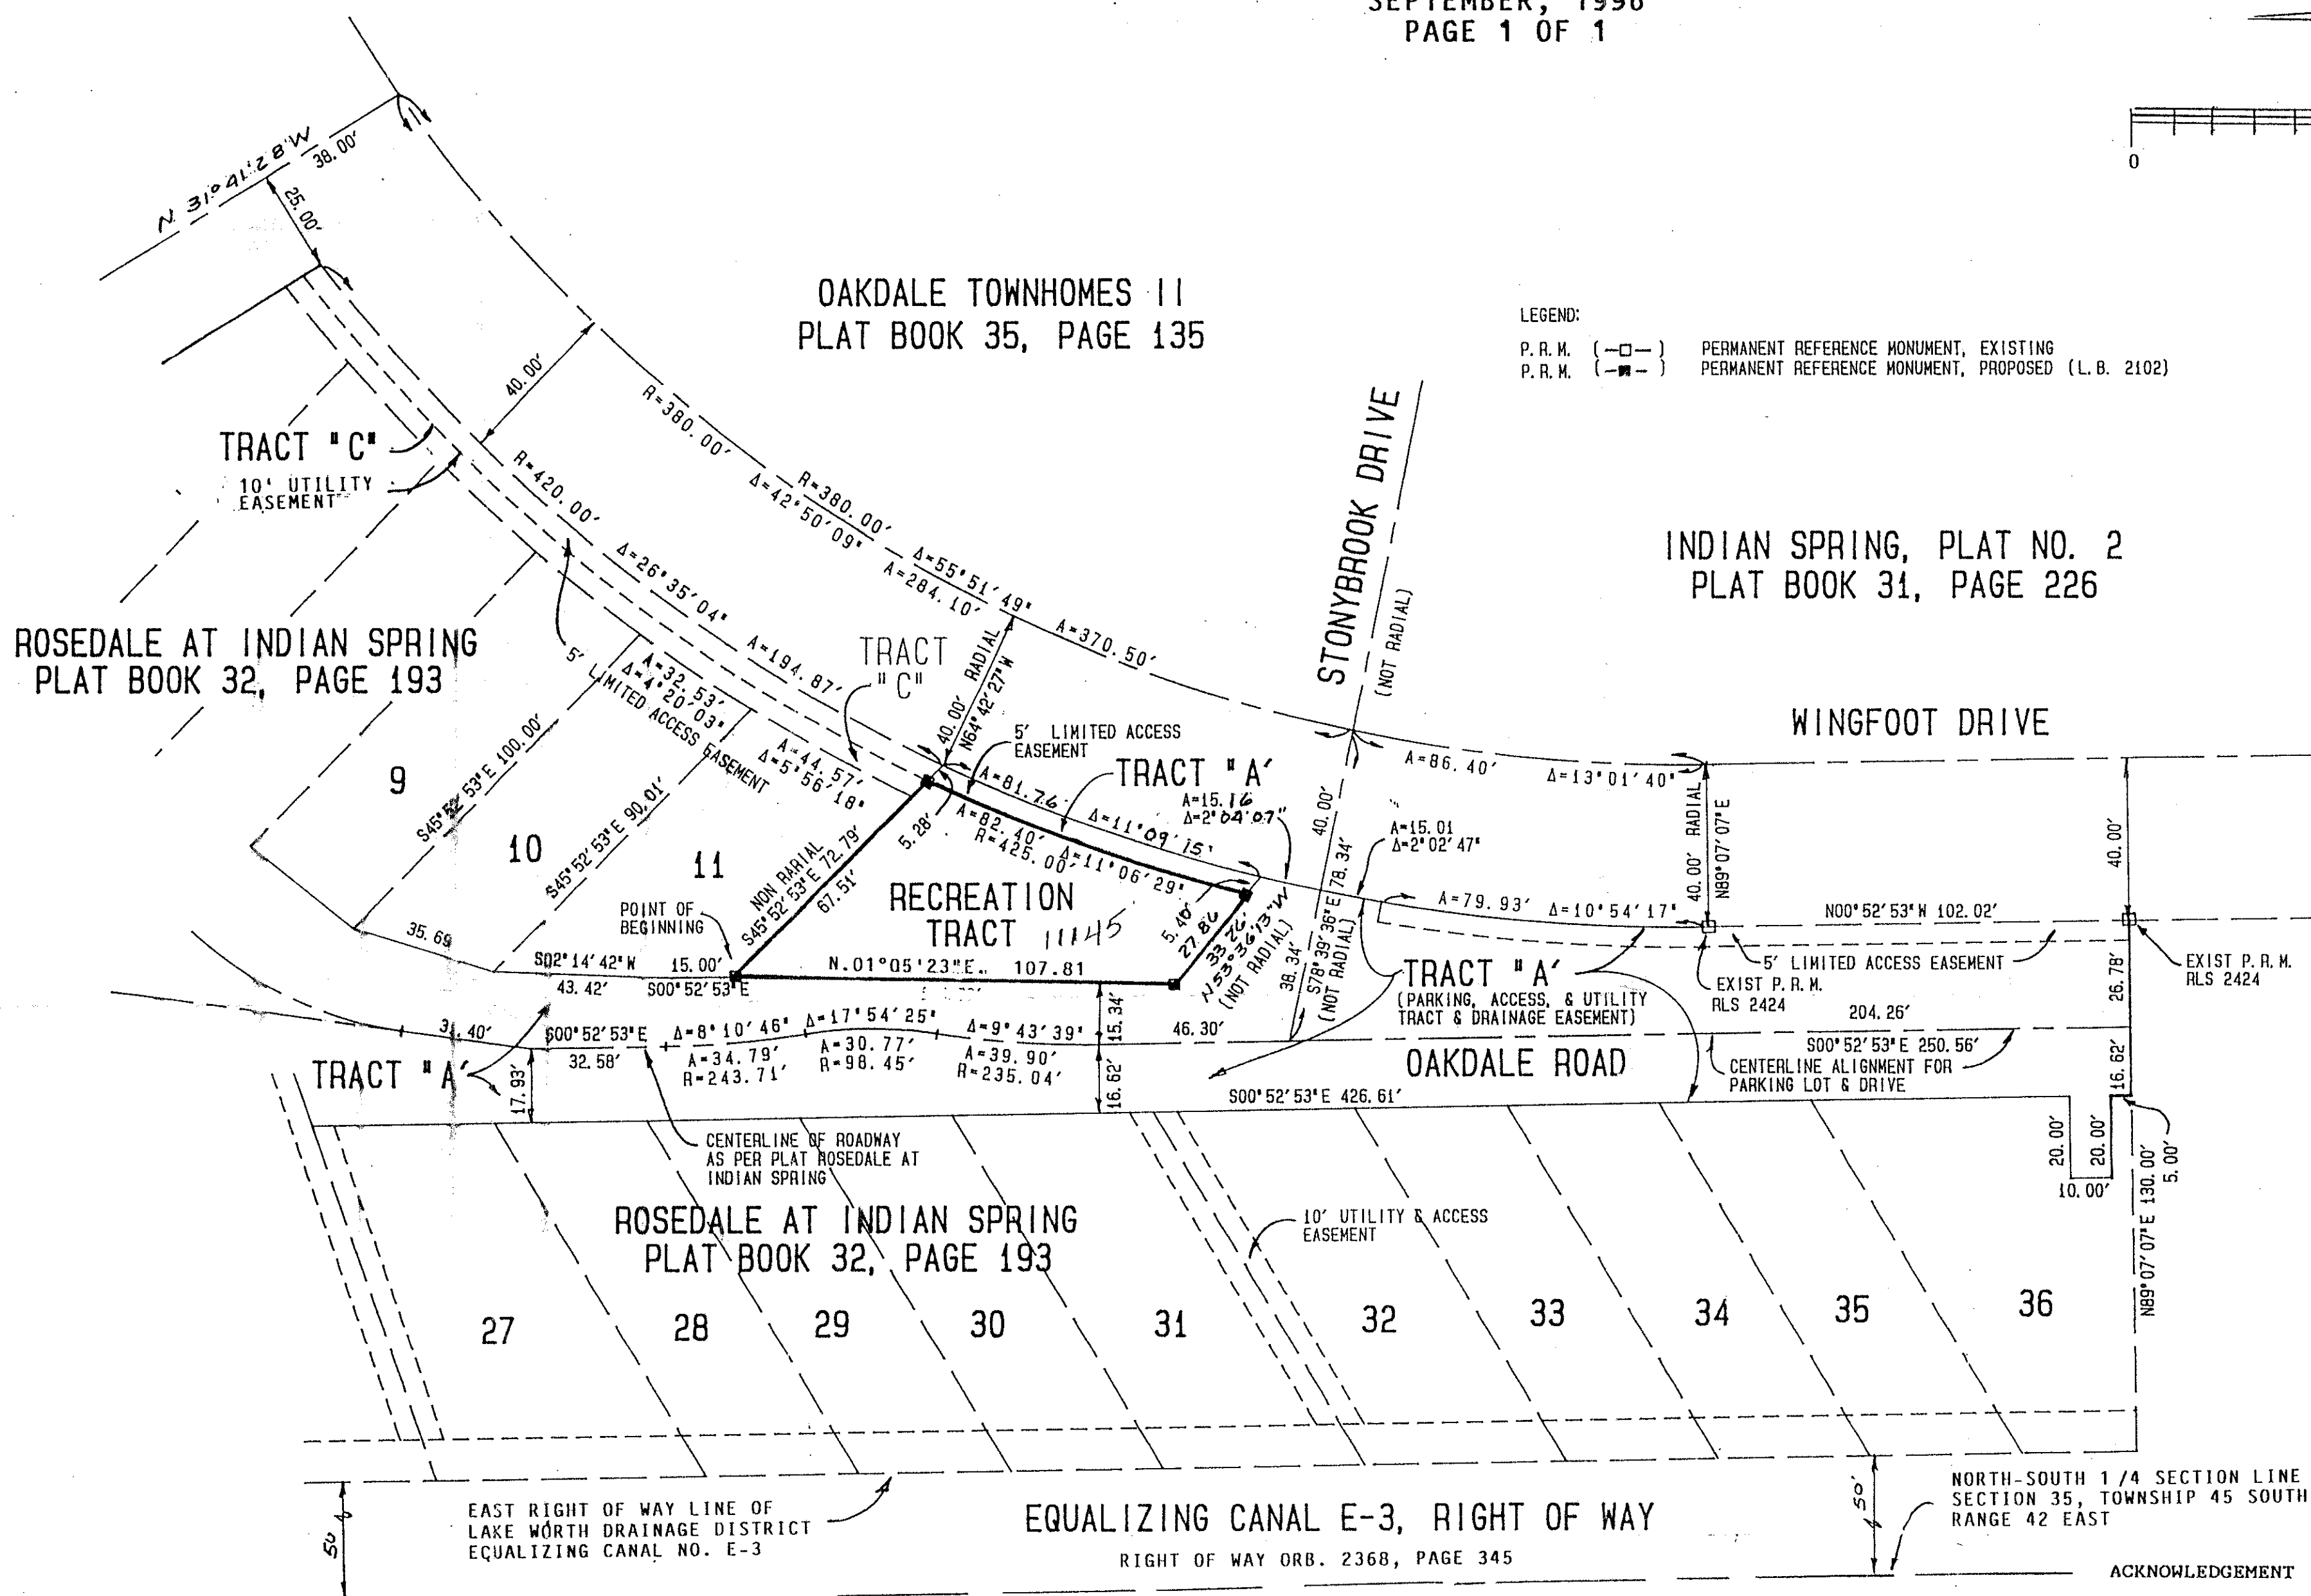 SEPTEMBER, 1996
PAGE 1 OF 1
0
N 31°41'28"W
38.00'
25.00'
OAKDALE TOWNHOMES II
PLAT BOOK 35, PAGE 135
LEGEND:
P.R.M. (—□—) PERMANENT REFERENCE MONUMENT, EXISTING
P.R.M. (—■—) PERMANENT REFERENCE MONUMENT, PROPOSED (L.B. 2102)
40.00'
TRACT "C"
10' UTILITY
EASEMENT
R=380.00'
R=380.00'
Δ=42°50'09"
Δ=55°51'49"
A=284.10'
A=370.50'
R=420.00'
Δ=26°35'04"
A=194.87'
STONYBROOK DRIVE
(NOT RADIAL)
INDIAN SPRING, PLAT NO. 2
PLAT BOOK 31, PAGE 226
ROSEDALE AT INDIAN SPRING
PLAT BOOK 32, PAGE 193
5' LIMITED ACCESS EASEMENT
A=32.53'
Δ=4°20'03"
A=44.57'
Δ=5°56'18"
TRACT
"C"
40.00' RADIAL
N64°42'27"W
5' LIMITED ACCESS
EASEMENT
TRACT "A'
WINGFOOT DRIVE
A=86.40'
Δ=13°01'40"
A=81.76'
Δ=11°09'15"
A=15.16
Δ=2°04'07"
A=82.40'
R=425.00'
Δ=11°06'29"
5.28'
40.00'
A=15.01
Δ=2°02'47"
40.00' RADIAL
N89°07'07"E
40.00'
9
S45°52'53"E 100.00'
10
S45°52'53"E 90.01'
11
NON RARIAL
S45°52'53"E 72.79'
67.51'
RECREATION
TRACT 11145
POINT OF
BEGINNING
27.86
33.26'
N53°36'13"W
(NOT RADIAL)
38.34'
S78°39'36"E 78.34'
(NOT RADIAL)
A=79.93'
Δ=10°54'17"
N00°52'53"W 102.02'
35.69
S02°14'42"W
15.00'
43.42'
S00°52'53"E
N.01°05'23"E. 107.81
TRACT "A'
(PARKING, ACCESS, & UTILITY
TRACT & DRAINAGE EASEMENT)
EXIST P.R.M.
RLS 2424
5' LIMITED ACCESS EASEMENT
26.78'
EXIST P.R.M.
RLS 2424
TRACT "A'
S00°52'53"E
32.58'
Δ=8°10'46"
A=34.79'
R=243.71'
Δ=17°54'25"
A=30.77'
R=98.45'
Δ=9°43'39"
A=39.90'
R=235.04'
15.34'
46.30'
204.26'
S00°52'53"E 250.56'
17.93'
16.62'
OAKDALE ROAD
CENTERLINE ALIGNMENT FOR
PARKING LOT & DRIVE
16.62'
S00°52'53"E 426.61'
CENTERLINE OF ROADWAY
AS PER PLAT ROSEDALE AT
INDIAN SPRING
20.00'
20.00'
10.00'
5.00'
N89°07'07"E 130.00'
ROSEDALE AT INDIAN SPRING
PLAT BOOK 32, PAGE 193
10' UTILITY & ACCESS
EASEMENT
27
28
29
30
31
32
33
34
35
36
EAST RIGHT OF WAY LINE OF
LAKE WORTH DRAINAGE DISTRICT
EQUALIZING CANAL NO. E-3
50'
EQUALIZING CANAL E-3, RIGHT OF WAY
RIGHT OF WAY ORB. 2368, PAGE 345
50'
NORTH-SOUTH 1/4 SECTION LINE
SECTION 35, TOWNSHIP 45 SOUTH
RANGE 42 EAST
ACKNOWLEDGEMENT